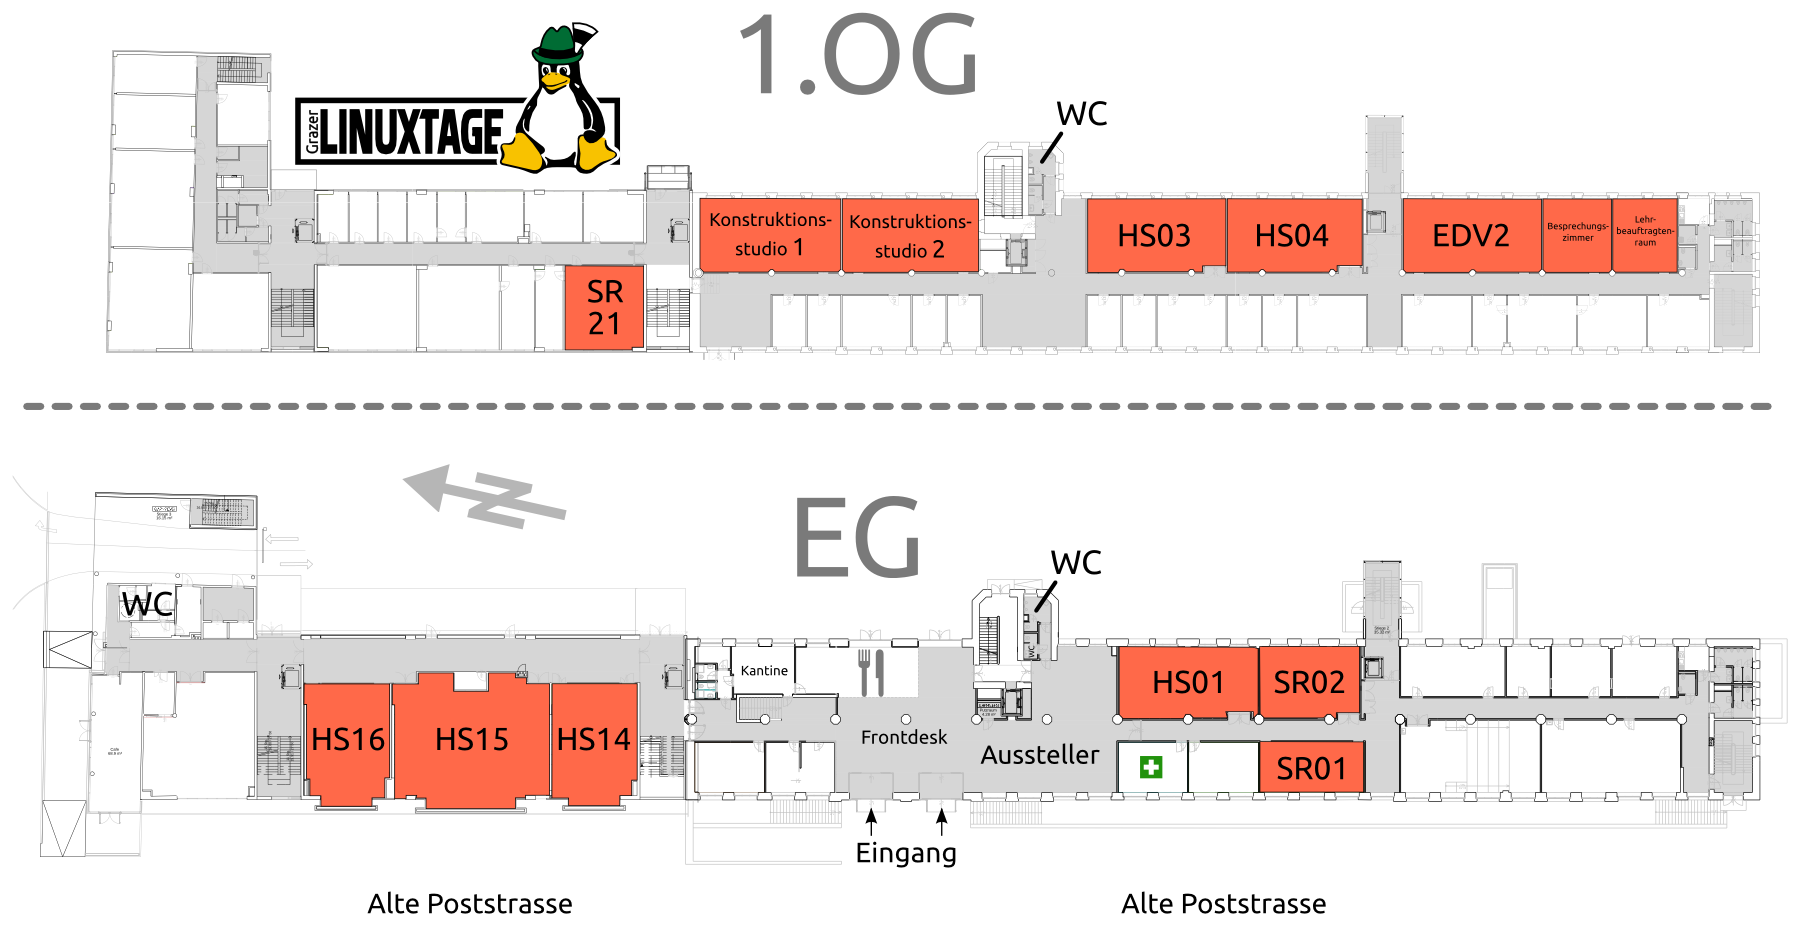 1.OG
Grazer
LINUXTAGE
WC
Konstruktions-
studio 1
Konstruktions-
studio 2
HS03
HS04
EDV2
Besprechungs-
zimmer
Lehr-
beauftragten-
raum
SR
21
EG
WC
WC
WC
Kantine
HS01
SR02
HS16
HS15
HS14
Frontdesk
Aussteller
SR01
Eingang
Alte Poststrasse
Alte Poststrasse